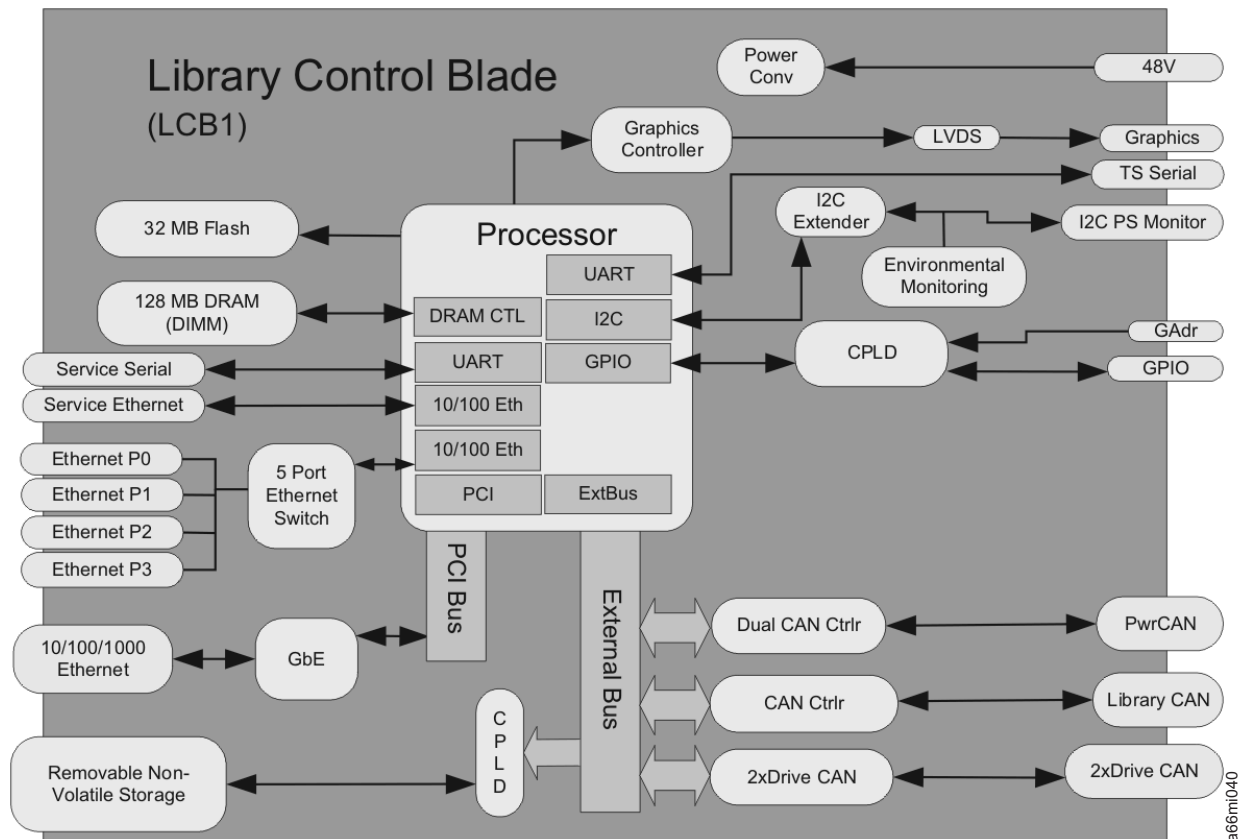 Library Control Blade
(LCB1)
Power
Conv
48V
Graphics
Controller
LVDS
Graphics
TS Serial
I2C
Extender
I2C PS Monitor
32 MB Flash
Processor
Environmental
Monitoring
UART
128 MB DRAM
(DIMM)
DRAM CTL
I2C
CPLD
GAdr
Service Serial
UART
GPIO
GPIO
Service Ethernet
10/100 Eth
Ethernet P0
5 Port
Ethernet
Switch
10/100 Eth
Ethernet P1
PCI
ExtBus
Ethernet P2
Ethernet P3
PCI Bus
External Bus
10/100/1000
Ethernet
GbE
Dual CAN Ctrlr
PwrCAN
CAN Ctrlr
Library CAN
Removable Non-
Volatile Storage
C
P
L
D
2xDrive CAN
2xDrive CAN
a66mi040